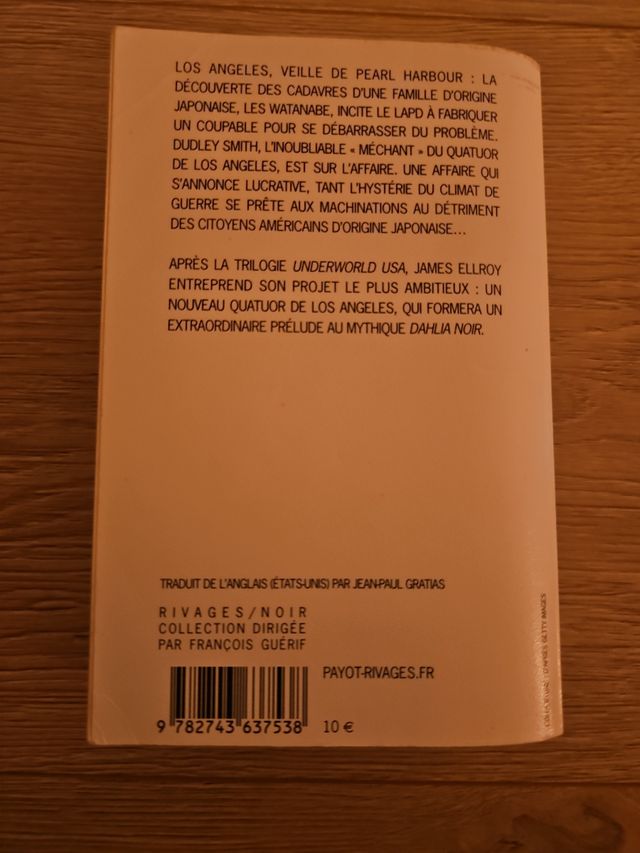 LOS ANGELES, VEILLE DE PEARL HARBOUR : LA
DÉCOUVERTE DES CADAVRES D'UNE FAMILLE D'ORIGINE
JAPONAISE, LES WATANABE, INCITE LE LAPD À FABRIQUER
UN COUPABLE POUR SE DÉBARRASSER DU PROBLÈME.
DUDLEY SMITH, L'INOUBLIABLE « MÉCHANT » DU QUATUOR
DE LOS ANGELES, EST SUR L'AFFAIRE. UNE AFFAIRE QUI
S'ANNONCE LUCRATIVE, TANT L'HYSTÉRIE DU CLIMAT DE
GUERRE SE PRÊTE AUX MACHINATIONS AU DÉTRIMENT
DES CITOYENS AMÉRICAINS D'ORIGINE JAPONAISE...
APRÈS LA TRILOGIE UNDERWORLD USA, JAMES ELLROY
ENTREPREND SON PROJET LE PLUS AMBITIEUX : UN
NOUVEAU QUATUOR DE LOS ANGELES, QUI FORMERA UN
EXTRAORDINAIRE PRÉLUDE AU MYTHIQUE DAHLIA NOIR.
TRADUIT DE L'ANGLAIS (ÉTATS-UNIS) PAR JEAN-PAUL GRATIAS
RIVAGES/NOIR
COLLECTION DIRIGÉE
PAR FRANÇOIS GUÉRIF
PAYOT-RIVAGES.FR
9 782743 637538
10 €
D'APRÈS GETTY IMAGES